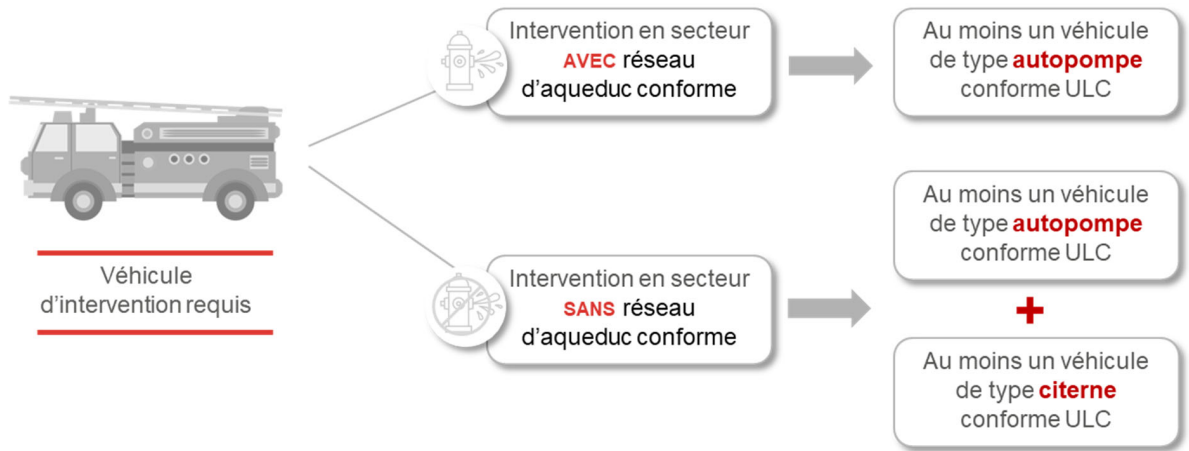 Véhicule
d'intervention requis
Intervention en secteur
AVEC réseau
d'aqueduc conforme
Au moins un véhicule
de type autopompe
conforme ULC
Intervention en secteur
SANS réseau
d'aqueduc conforme
Au moins un véhicule
de type autopompe
conforme ULC
+
Au moins un véhicule
de type citerne
conforme ULC